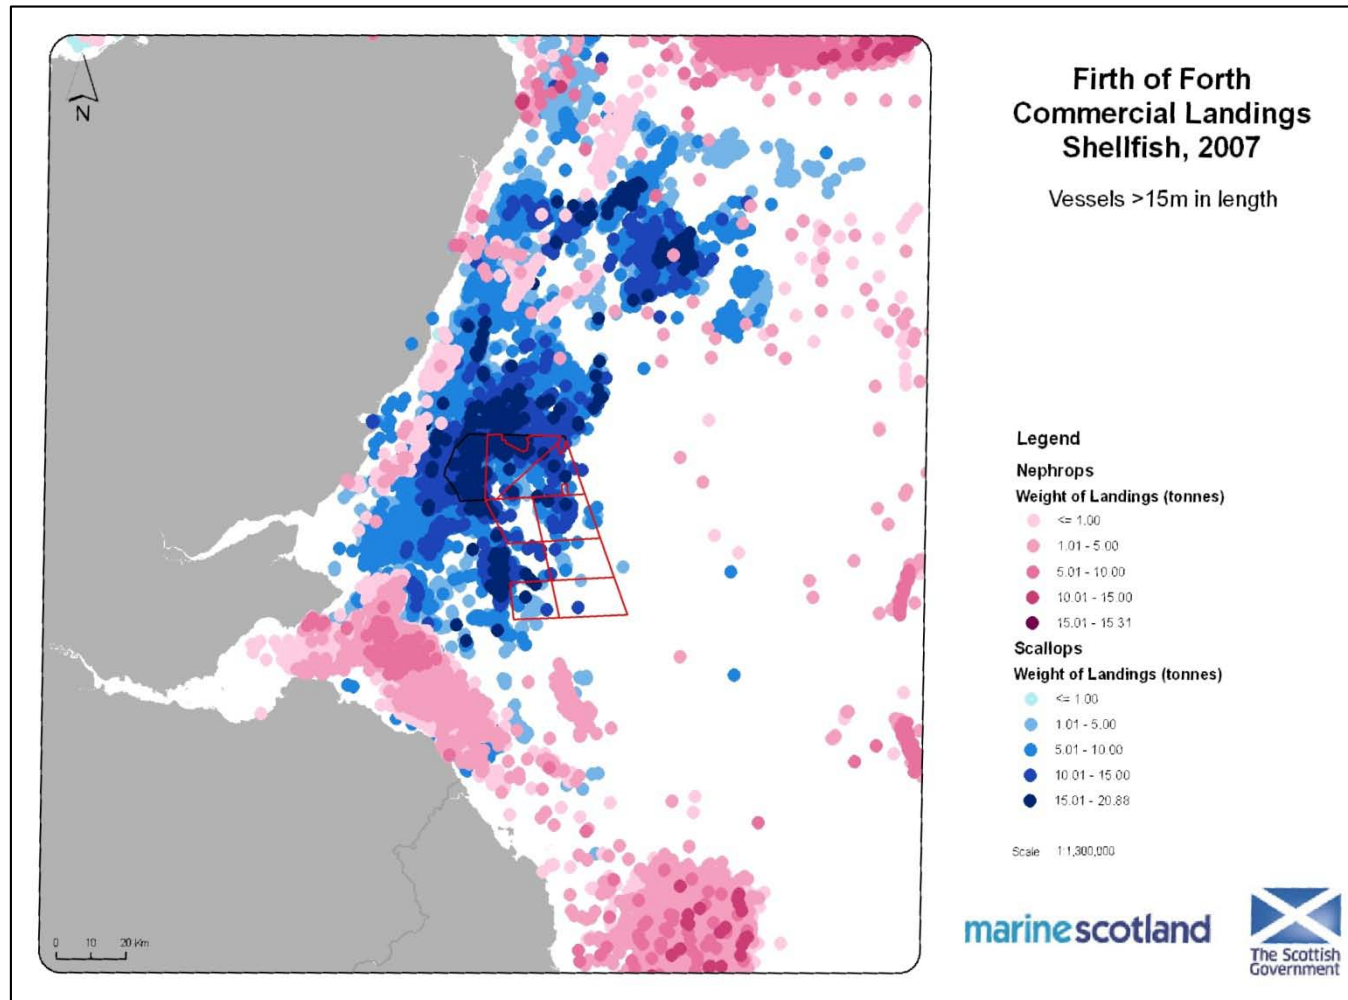 N
0 10 20 Km
Firth of Forth
Commercial Landings
Shellfish, 2007
Vessels >15m in length
Legend
Nephrops
Weight of Landings (tonnes)
<= 1.00
1.01 - 5.00
5.01 - 10.00
10.01 - 15.00
15.01 - 15.31
Scallops
Weight of Landings (tonnes)
<= 1.00
1.01 - 5.00
5.01 - 10.00
10.01 - 15.00
15.01 - 20.88
Scale 1:1,300,000
marinescotland
The Scottish
Government